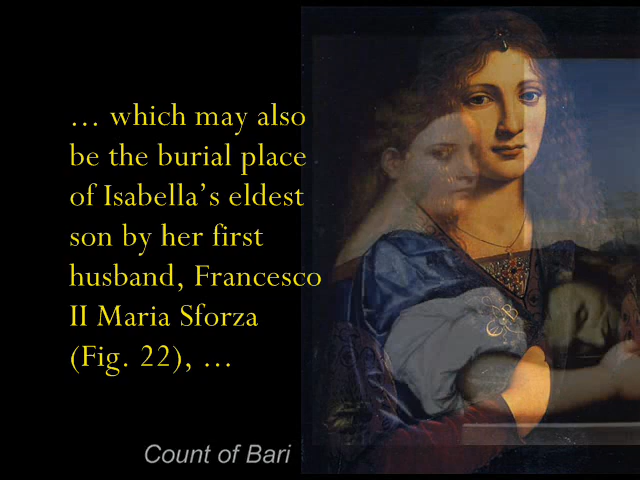 ... which may also
be the burial place
of Isabella's eldest
son by her first
husband, Francesco
II Maria Sforza
(Fig. 22), ...
Count of Bari